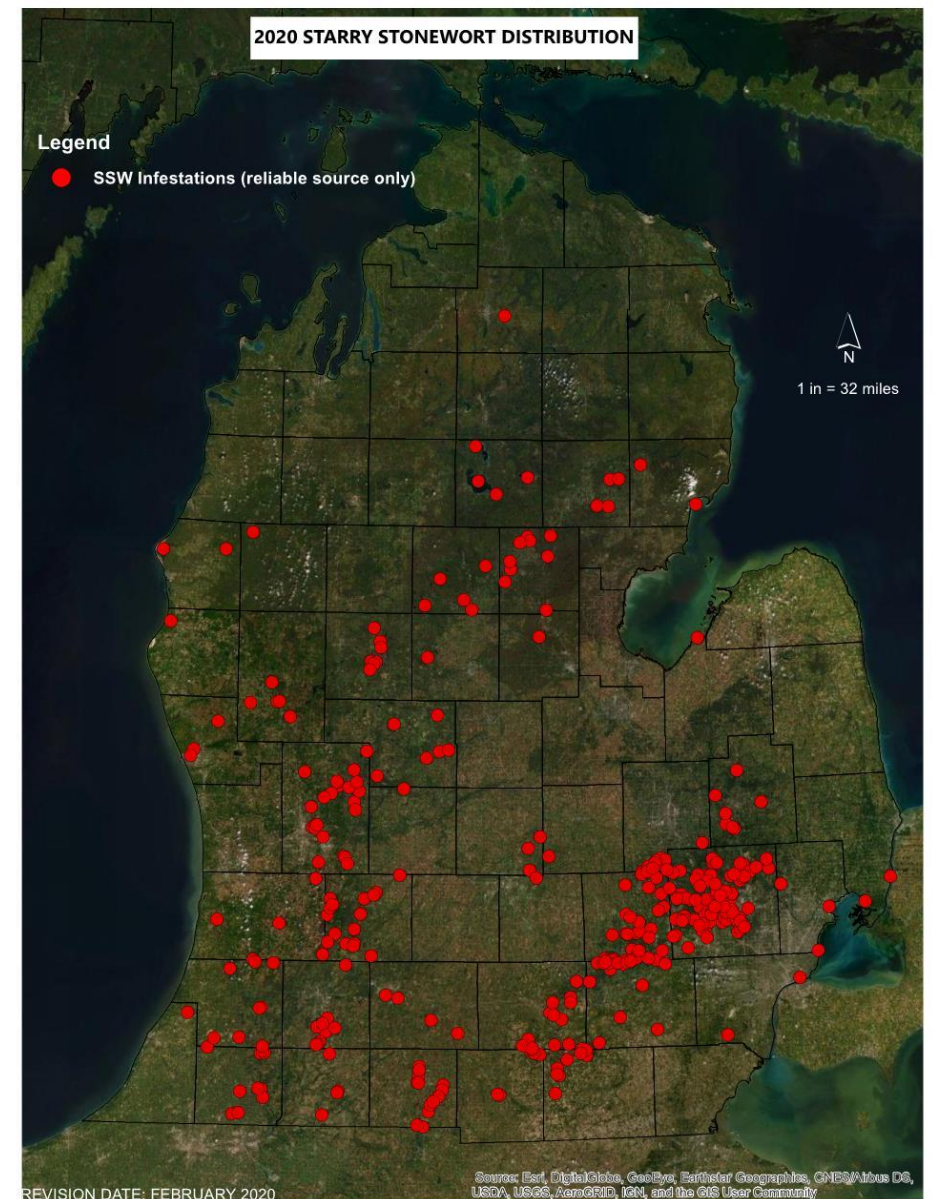 2020 STARRY STONEWORT DISTRIBUTION
Legend
SSW Infestations (reliable source only)
N
1 in = 32 miles
Source: Esri, DigitalGlobe, GeoEye, Earthstar Geographics, CNES/Airbus DS,
USDA, USGS, AeroGRID, IGN, and the GIS User Community
REVISION DATE: FEBRUARY 2020